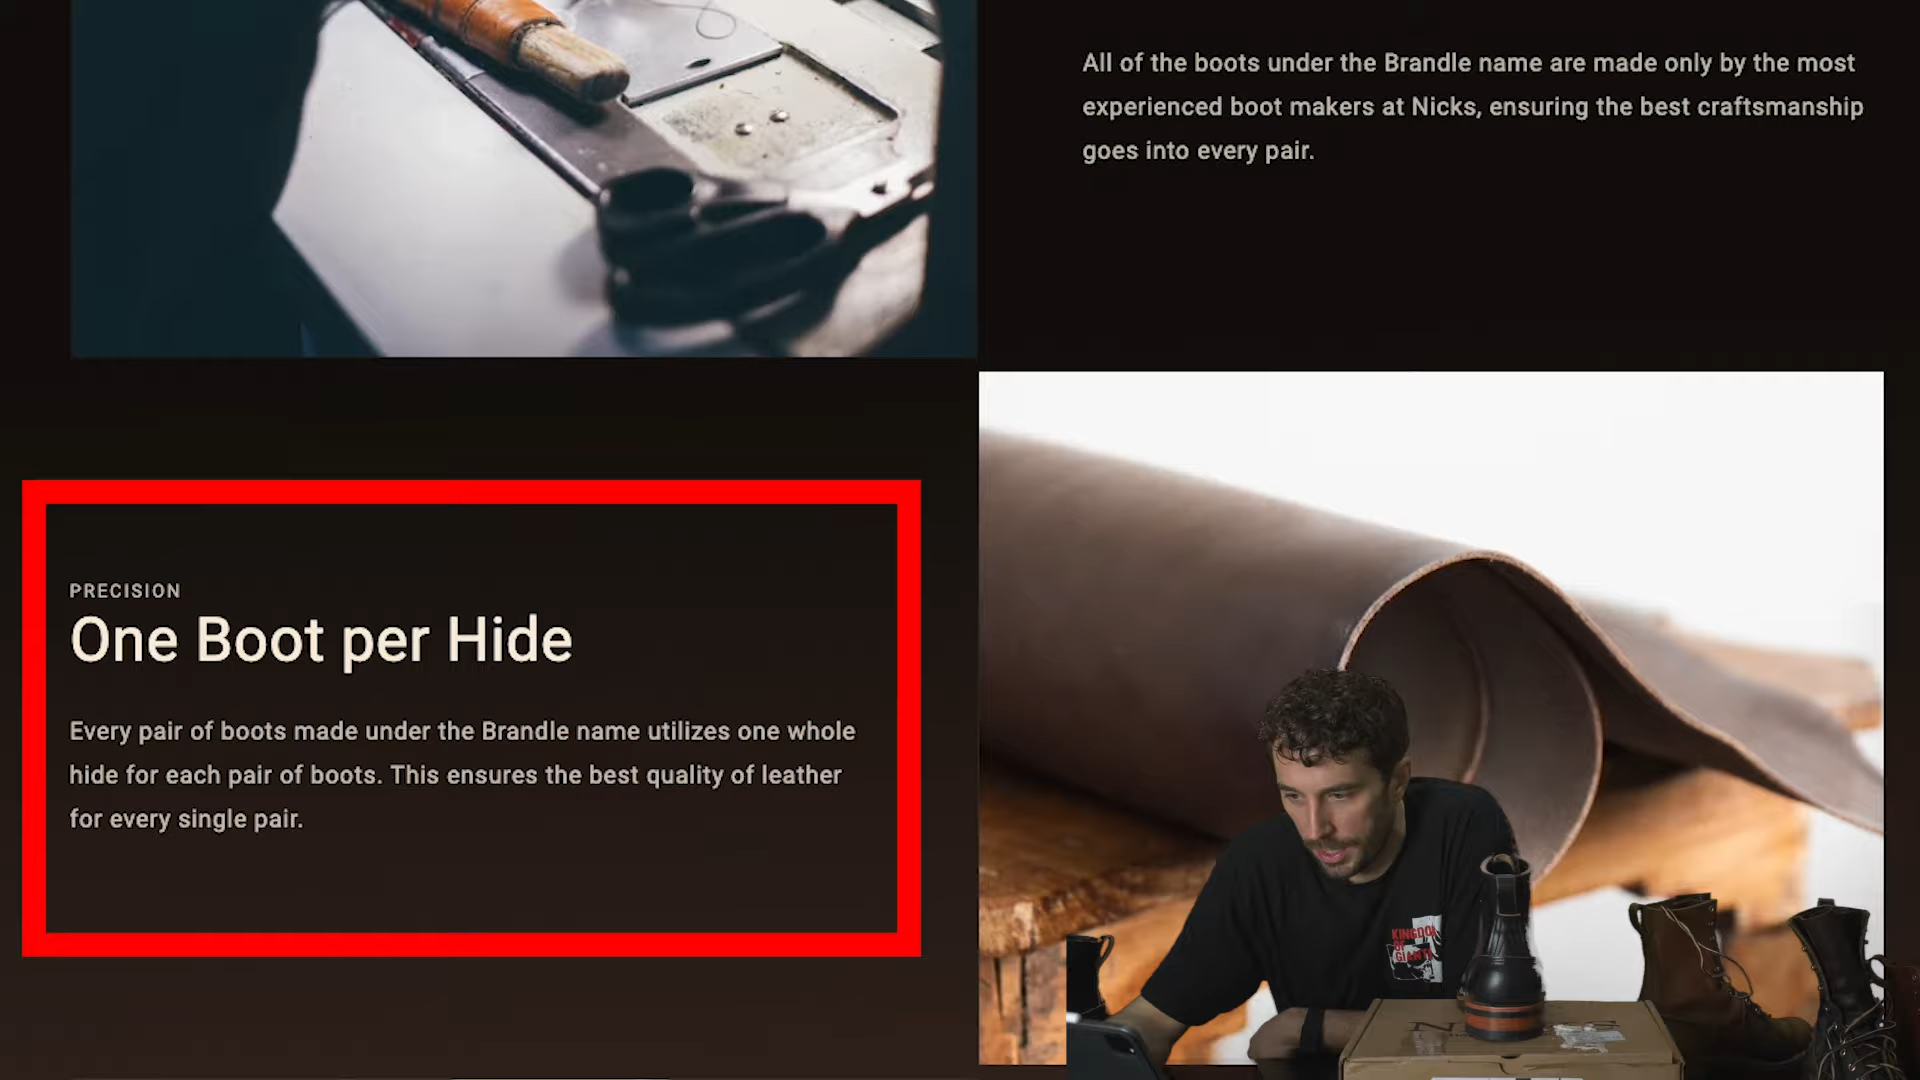 All of the boots under the Brandle name are made only by the most
experienced boot makers at Nicks, ensuring the best craftsmanship
goes into every pair.
PRECISION
One Boot per Hide
Every pair of boots made under the Brandle name utilizes one whole
hide for each pair of boots. This ensures the best quality of leather
for every single pair.
KINGDOM
OF
GIANTS